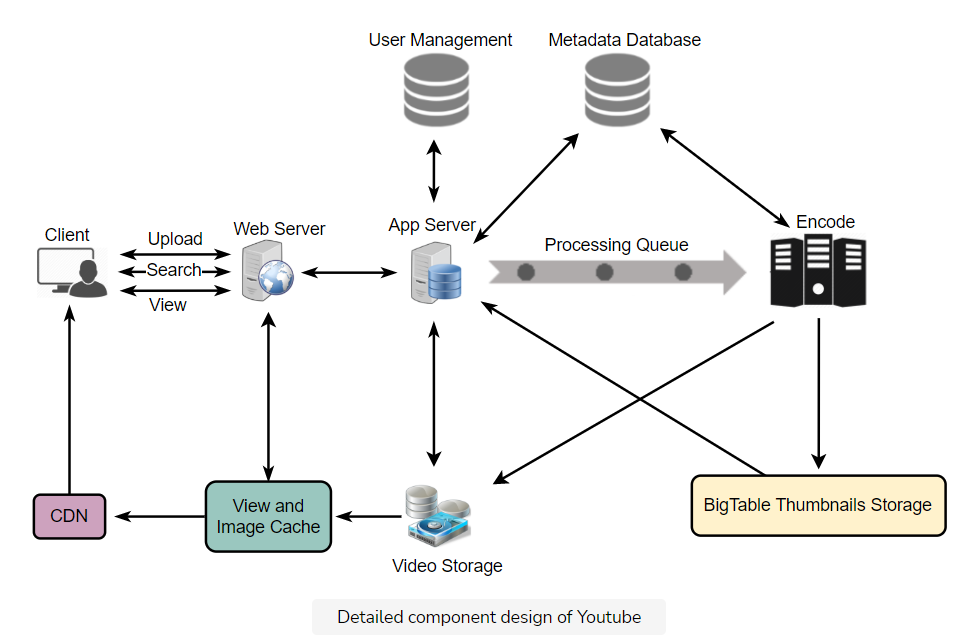 User Management
Metadata Database
Client
Upload
Search
View
Web Server
App Server
Processing Queue
Encode
CDN
View and
Image Cache
Video Storage
BigTable Thumbnails Storage
Detailed component design of Youtube